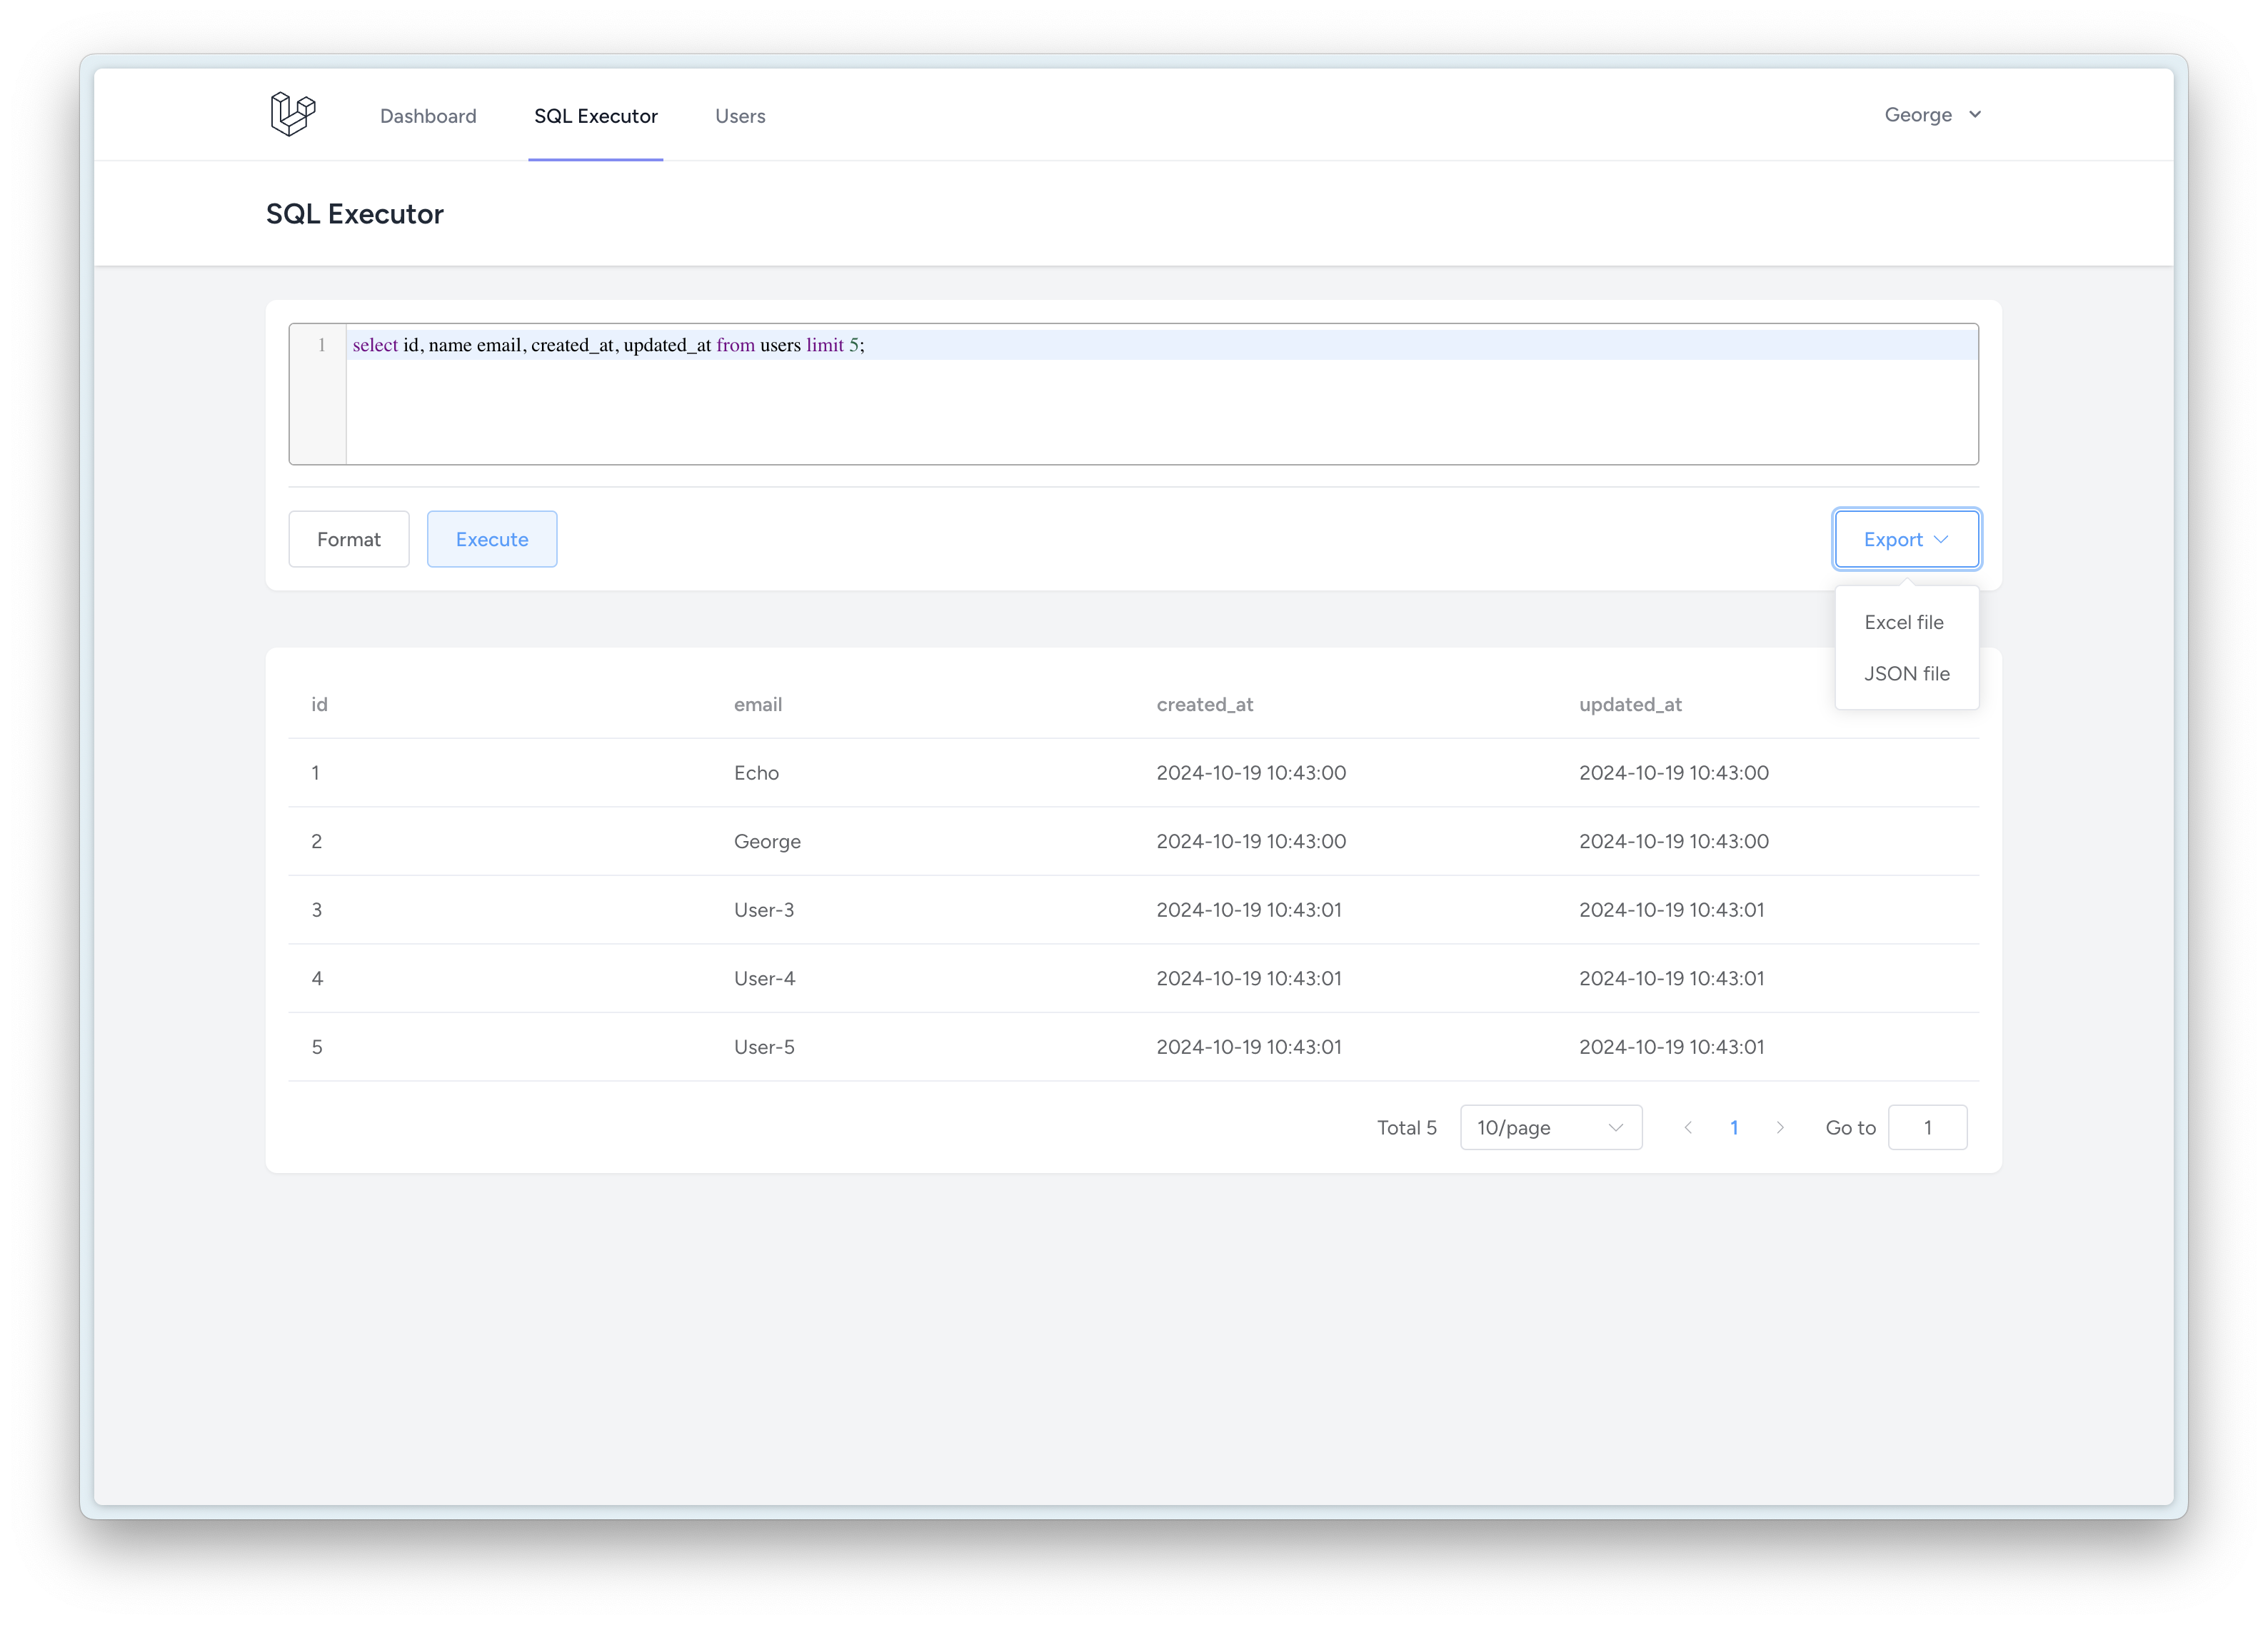 Dashboard SQL Executor Users George
SQL Executor
1 select id, name email, created_at, updated_at from users limit 5;
Format Execute Export
Excel file
JSON file
id email created_at updated_at
1 Echo 2024-10-19 10:43:00 2024-10-19 10:43:00
2 George 2024-10-19 10:43:00 2024-10-19 10:43:00
3 User-3 2024-10-19 10:43:01 2024-10-19 10:43:01
4 User-4 2024-10-19 10:43:01 2024-10-19 10:43:01
5 User-5 2024-10-19 10:43:01 2024-10-19 10:43:01
Total 5 10/page 1 Go to 1